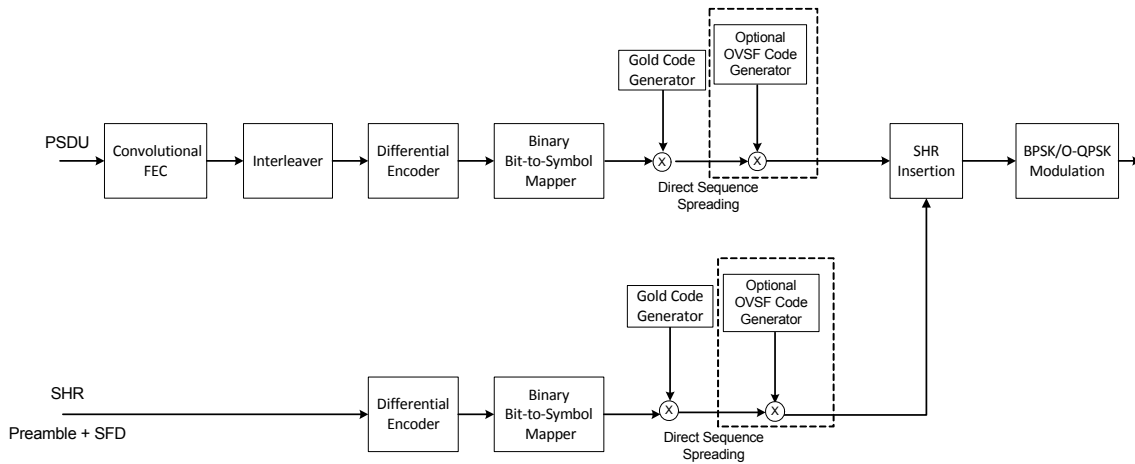 PSDU
Convolutional
FEC
Interleaver
Differential
Encoder
Binary
Bit-to-Symbol
Mapper
Gold Code
Generator
Optional
OVSF Code
Generator
X
X
Direct Sequence
Spreading
SHR
Insertion
BPSK/O-QPSK
Modulation
SHR
Preamble + SFD
Differential
Encoder
Binary
Bit-to-Symbol
Mapper
Gold Code
Generator
Optional
OVSF Code
Generator
X
X
Direct Sequence
Spreading